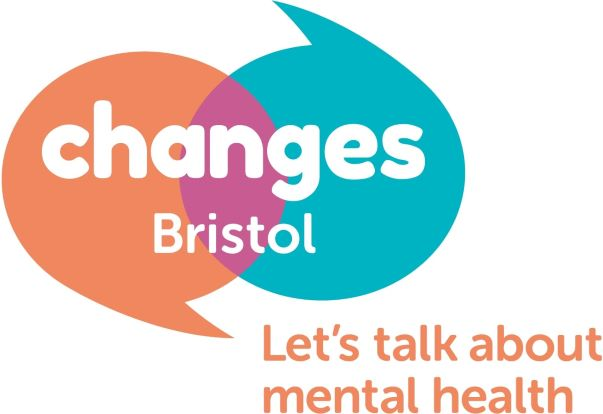 changes
Bristol
Let's talk about
mental health